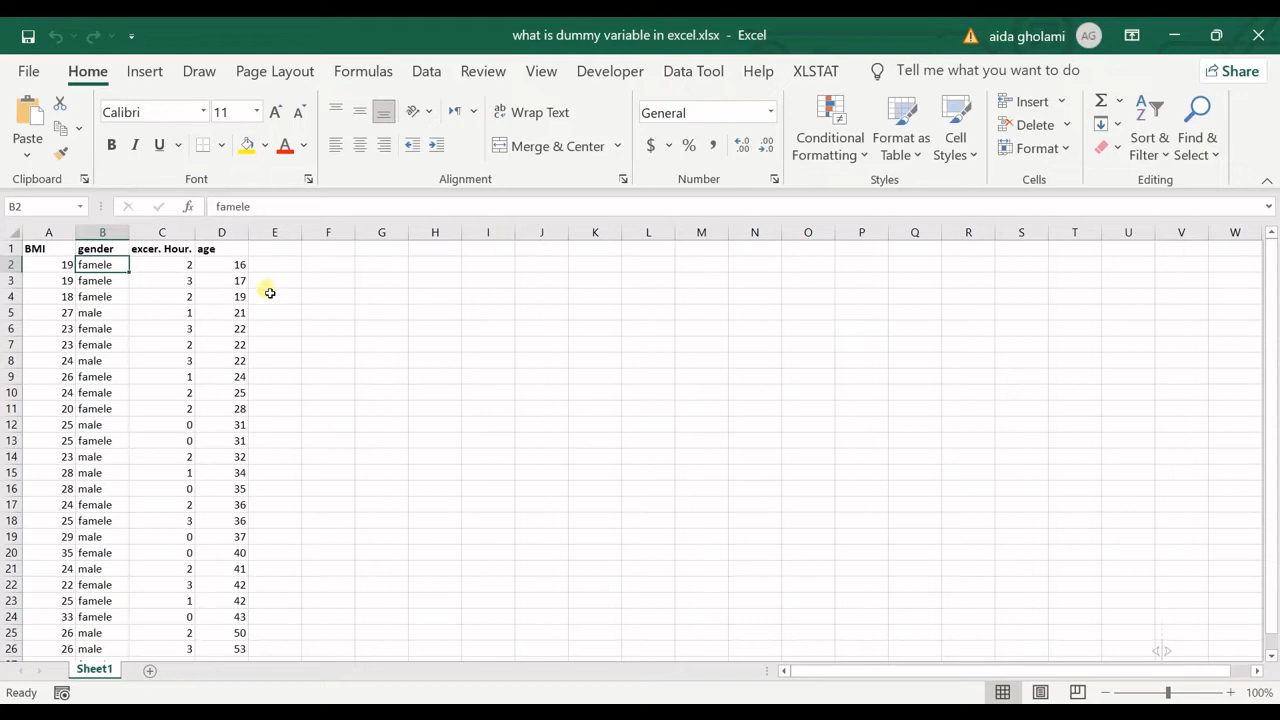 what is dummy variable in excel.xlsx - Excel
aida gholami
AG
File Home Insert Draw Page Layout Formulas Data Review View Developer Data Tool Help XLSTAT Tell me what you want to do Share
Paste
Clipboard
Calibri 11
B I U
Font
Wrap Text
Merge & Center
Alignment
General
$ % ,
Number
Conditional Formatting
Format as Table
Cell Styles
Styles
Insert
Delete
Format
Cells
Sort & Filter
Find & Select
Editing
B2 fx famele
A B C D E F G H I J K L M N O P Q R S T U V W
1 BMI gender excer. Hour. age
2 19 famele 2 16
3 19 famele 3 17
4 18 famele 2 19
5 27 male 1 21
6 23 female 3 22
7 23 female 2 22
8 24 male 3 22
9 26 famele 1 24
10 24 female 2 25
11 20 famele 2 28
12 25 male 0 31
13 25 famele 0 31
14 23 male 2 32
15 28 male 1 34
16 28 male 0 35
17 24 female 2 36
18 25 famele 3 36
19 29 male 0 37
20 35 female 0 40
21 24 male 2 41
22 22 female 3 42
23 25 famele 1 42
24 33 famele 0 43
25 26 male 2 50
26 26 male 3 53
Sheet1
Ready
100%